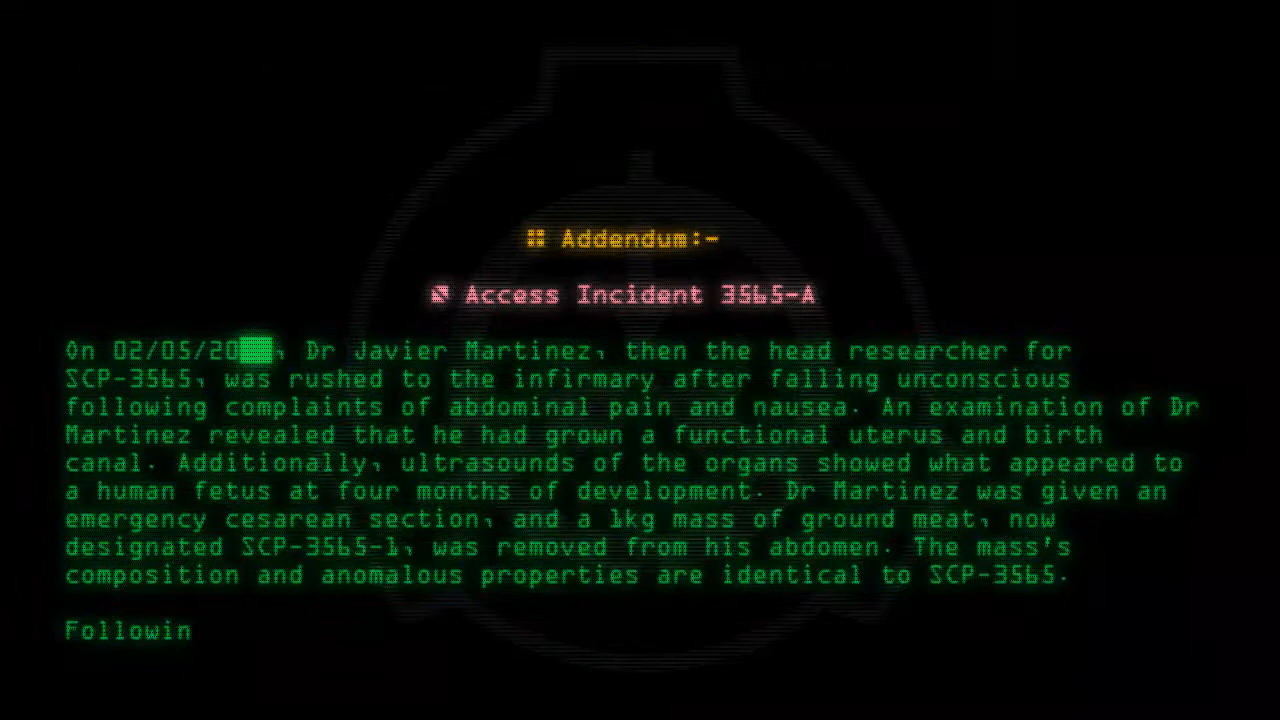 ⌗ Addendum:-
Access Incident 3565-A
On 02/05/20██, Dr Javier Martinez, then the head researcher for
SCP-3565, was rushed to the infirmary after falling unconscious
following complaints of abdominal pain and nausea. An examination of Dr
Martinez revealed that he had grown a functional uterus and birth
canal. Additionally, ultrasounds of the organs showed what appeared to
a human fetus at four months of development. Dr Martinez was given an
emergency cesarean section, and a 1kg mass of ground meat, now
designated SCP-3565-1, was removed from his abdomen. The mass's
composition and anomalous properties are identical to SCP-3565.
Followin